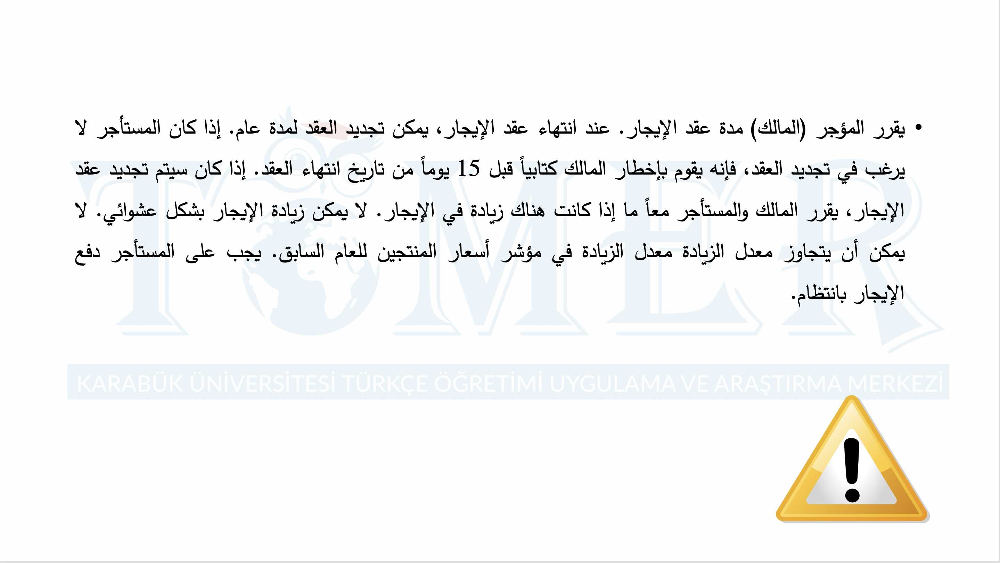 • يقرر المؤجر (المالك) مدة عقد الإيجار. عند انتهاء عقد الإيجار، يمكن تجديد العقد لمدة عام. إذا كان المستأجر لا
يرغب في تجديد العقد، فإنه يقوم بإخطار المالك كتابياً قبل 15 يوماً من تاريخ انتهاء العقد. إذا كان سيتم تجديد عقد
الإيجار، يقرر المالك والمستأجر معاً ما إذا كانت هناك زيادة في الإيجار. لا يمكن زيادة الإيجار بشكل عشوائي. لا
يمكن أن يتجاوز معدل الزيادة معدل الزيادة في مؤشر أسعار المنتجين للعام السابق. يجب على المستأجر دفع
الإيجار بانتظام.
TÖMER
KARABÜK ÜNİVERSİTESİ TÜRKÇE ÖĞRETİMİ UYGULAMA VE ARAŞTIRMA MERKEZİ